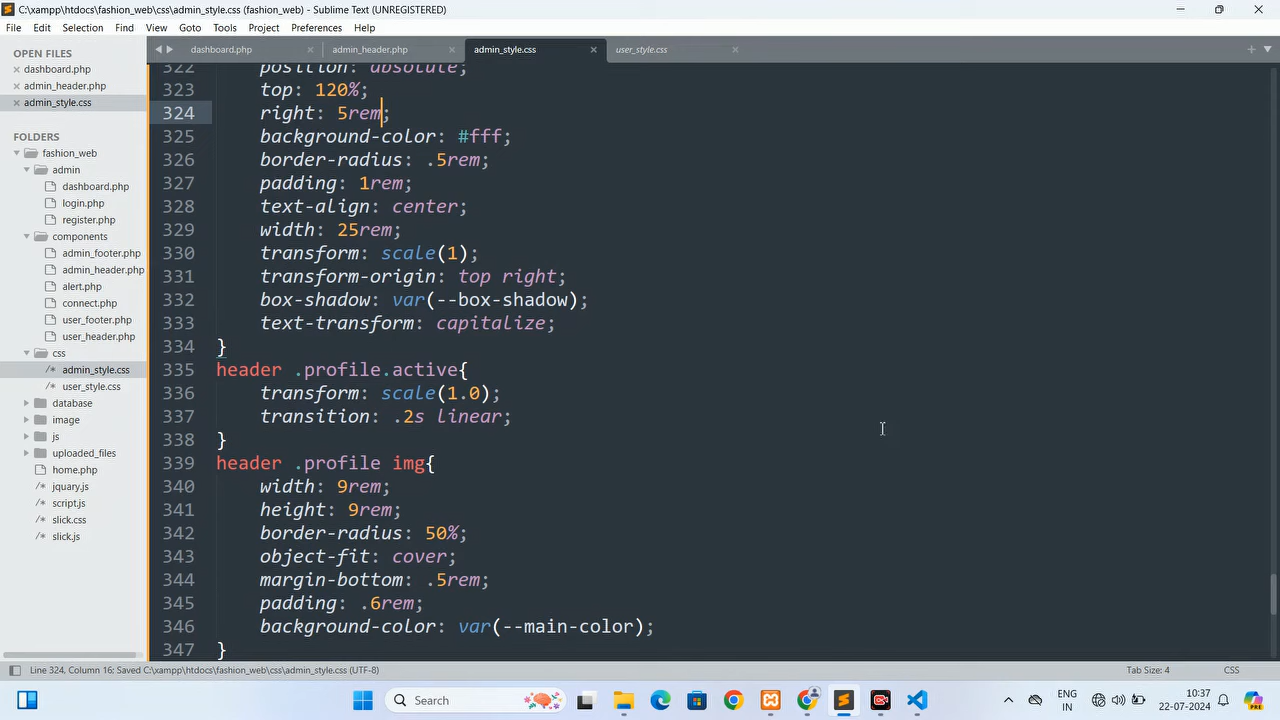 C:\xampp\htdocs\fashion_web\css\admin_style.css (fashion_web) - Sublime Text (UNREGISTERED)
File Edit Selection Find View Goto Tools Project Preferences Help
OPEN FILES
dashboard.php
admin_header.php
admin_style.css
FOLDERS
fashion_web
admin
dashboard.php
login.php
register.php
components
admin_footer.php
admin_header.php
alert.php
connect.php
user_footer.php
user_header.php
css
admin_style.css
user_style.css
database
image
js
uploaded_files
home.php
jquary.js
script.js
slick.css
slick.js
dashboard.php admin_header.php admin_style.css user_style.css
322 position: absolute;
323 top: 120%;
324 right: 5rem;
325 background-color: #fff;
326 border-radius: .5rem;
327 padding: 1rem;
328 text-align: center;
329 width: 25rem;
330 transform: scale(1);
331 transform-origin: top right;
332 box-shadow: var(--box-shadow);
333 text-transform: capitalize;
334 }
335 header .profile.active{
336 transform: scale(1.0);
337 transition: .2s linear;
338 }
339 header .profile img{
340 width: 9rem;
341 height: 9rem;
342 border-radius: 50%;
343 object-fit: cover;
344 margin-bottom: .5rem;
345 padding: .6rem;
346 background-color: var(--main-color);
347 }
Line 324, Column 16; Saved C:\xampp\htdocs\fashion_web\css\admin_style.css (UTF-8) Tab Size: 4 CSS
Search
ENG
IN
10:37
22-07-2024